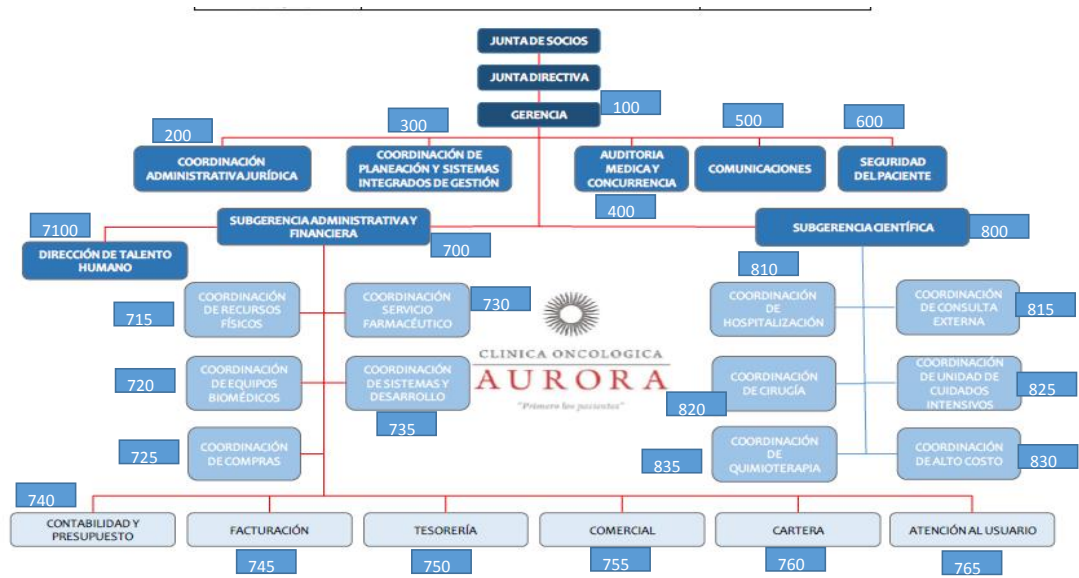 JUNTA DE SOCIOS
JUNTA DIRECTIVA
GERENCIA
100
200
COORDINACIÓN
ADMINISTRATIVA JURÍDICA
300
COORDINACIÓN DE
PLANEACIÓN Y SISTEMAS
INTEGRADOS DE GESTIÓN
AUDITORIA
MEDICA Y
CONCURRENCIA
400
500
COMUNICACIONES
600
SEGURIDAD
DEL PACIENTE
SUBGERENCIA ADMINISTRATIVA Y
FINANCIERA
700
SUBGERENCIA CIENTÍFICA
800
7100
DIRECCIÓN DE TALENTO
HUMANO
715
COORDINACIÓN
DE RECURSOS
FÍSICOS
COORDINACIÓN
SERVICIO
FARMACÉUTICO
730
720
COORDINACIÓN
DE EQUIPOS
BIOMÉDICOS
COORDINACIÓN
DE SISTEMAS Y
DESARROLLO
735
725
COORDINACIÓN
DE COMPRAS
CLINICA ONCOLOGICA
AURORA
"Primero los pacientes"
810
COORDINACIÓN
DE
HOSPITALIZACIÓN
COORDINACIÓN
DE CONSULTA
EXTERNA
815
820
COORDINACIÓN
DE CIRUGÍA
COORDINACIÓN
DE UNIDAD DE
CUIDADOS
INTENSIVOS
825
835
COORDINACIÓN
DE
QUIMIOTERAPIA
COORDINACIÓN
DE ALTO COSTO
830
740
CONTABILIDAD Y
PRESUPUESTO
FACTURACIÓN
745
TESORERÍA
750
COMERCIAL
755
CARTERA
760
ATENCIÓN AL USUARIO
765